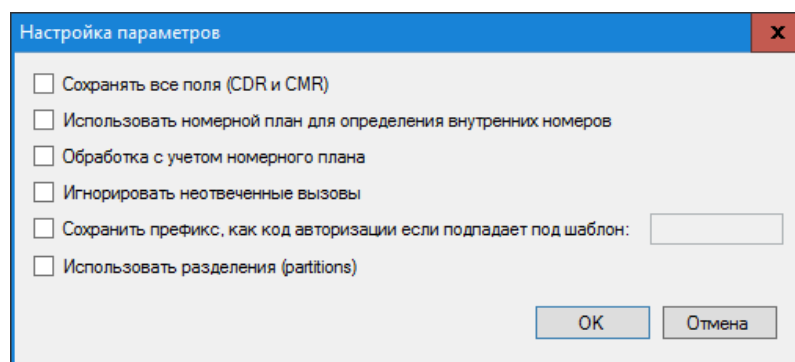 Настройка параметров
x
Сохранять все поля (CDR и CMR)
Использовать номерной план для определения внутренних номеров
Обработка с учетом номерного плана
Игнорировать неотвеченные вызовы
Сохранить префикс, как код авторизации если подпадает под шаблон:
Использовать разделения (partitions)
OK Отмена